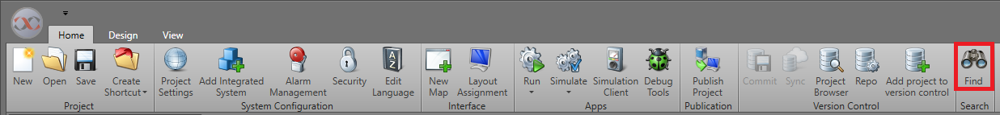 Home Design View
New Open Save Create Shortcut Project Settings Add Integrated System Alarm Management Security Edit Language New Map Layout Assignment Run Simulate Simulation Client Debug Tools Publish Project Commit Sync Project Browser Repo Add project to version control Find
Project System Configuration Interface Apps Publication Version Control Search